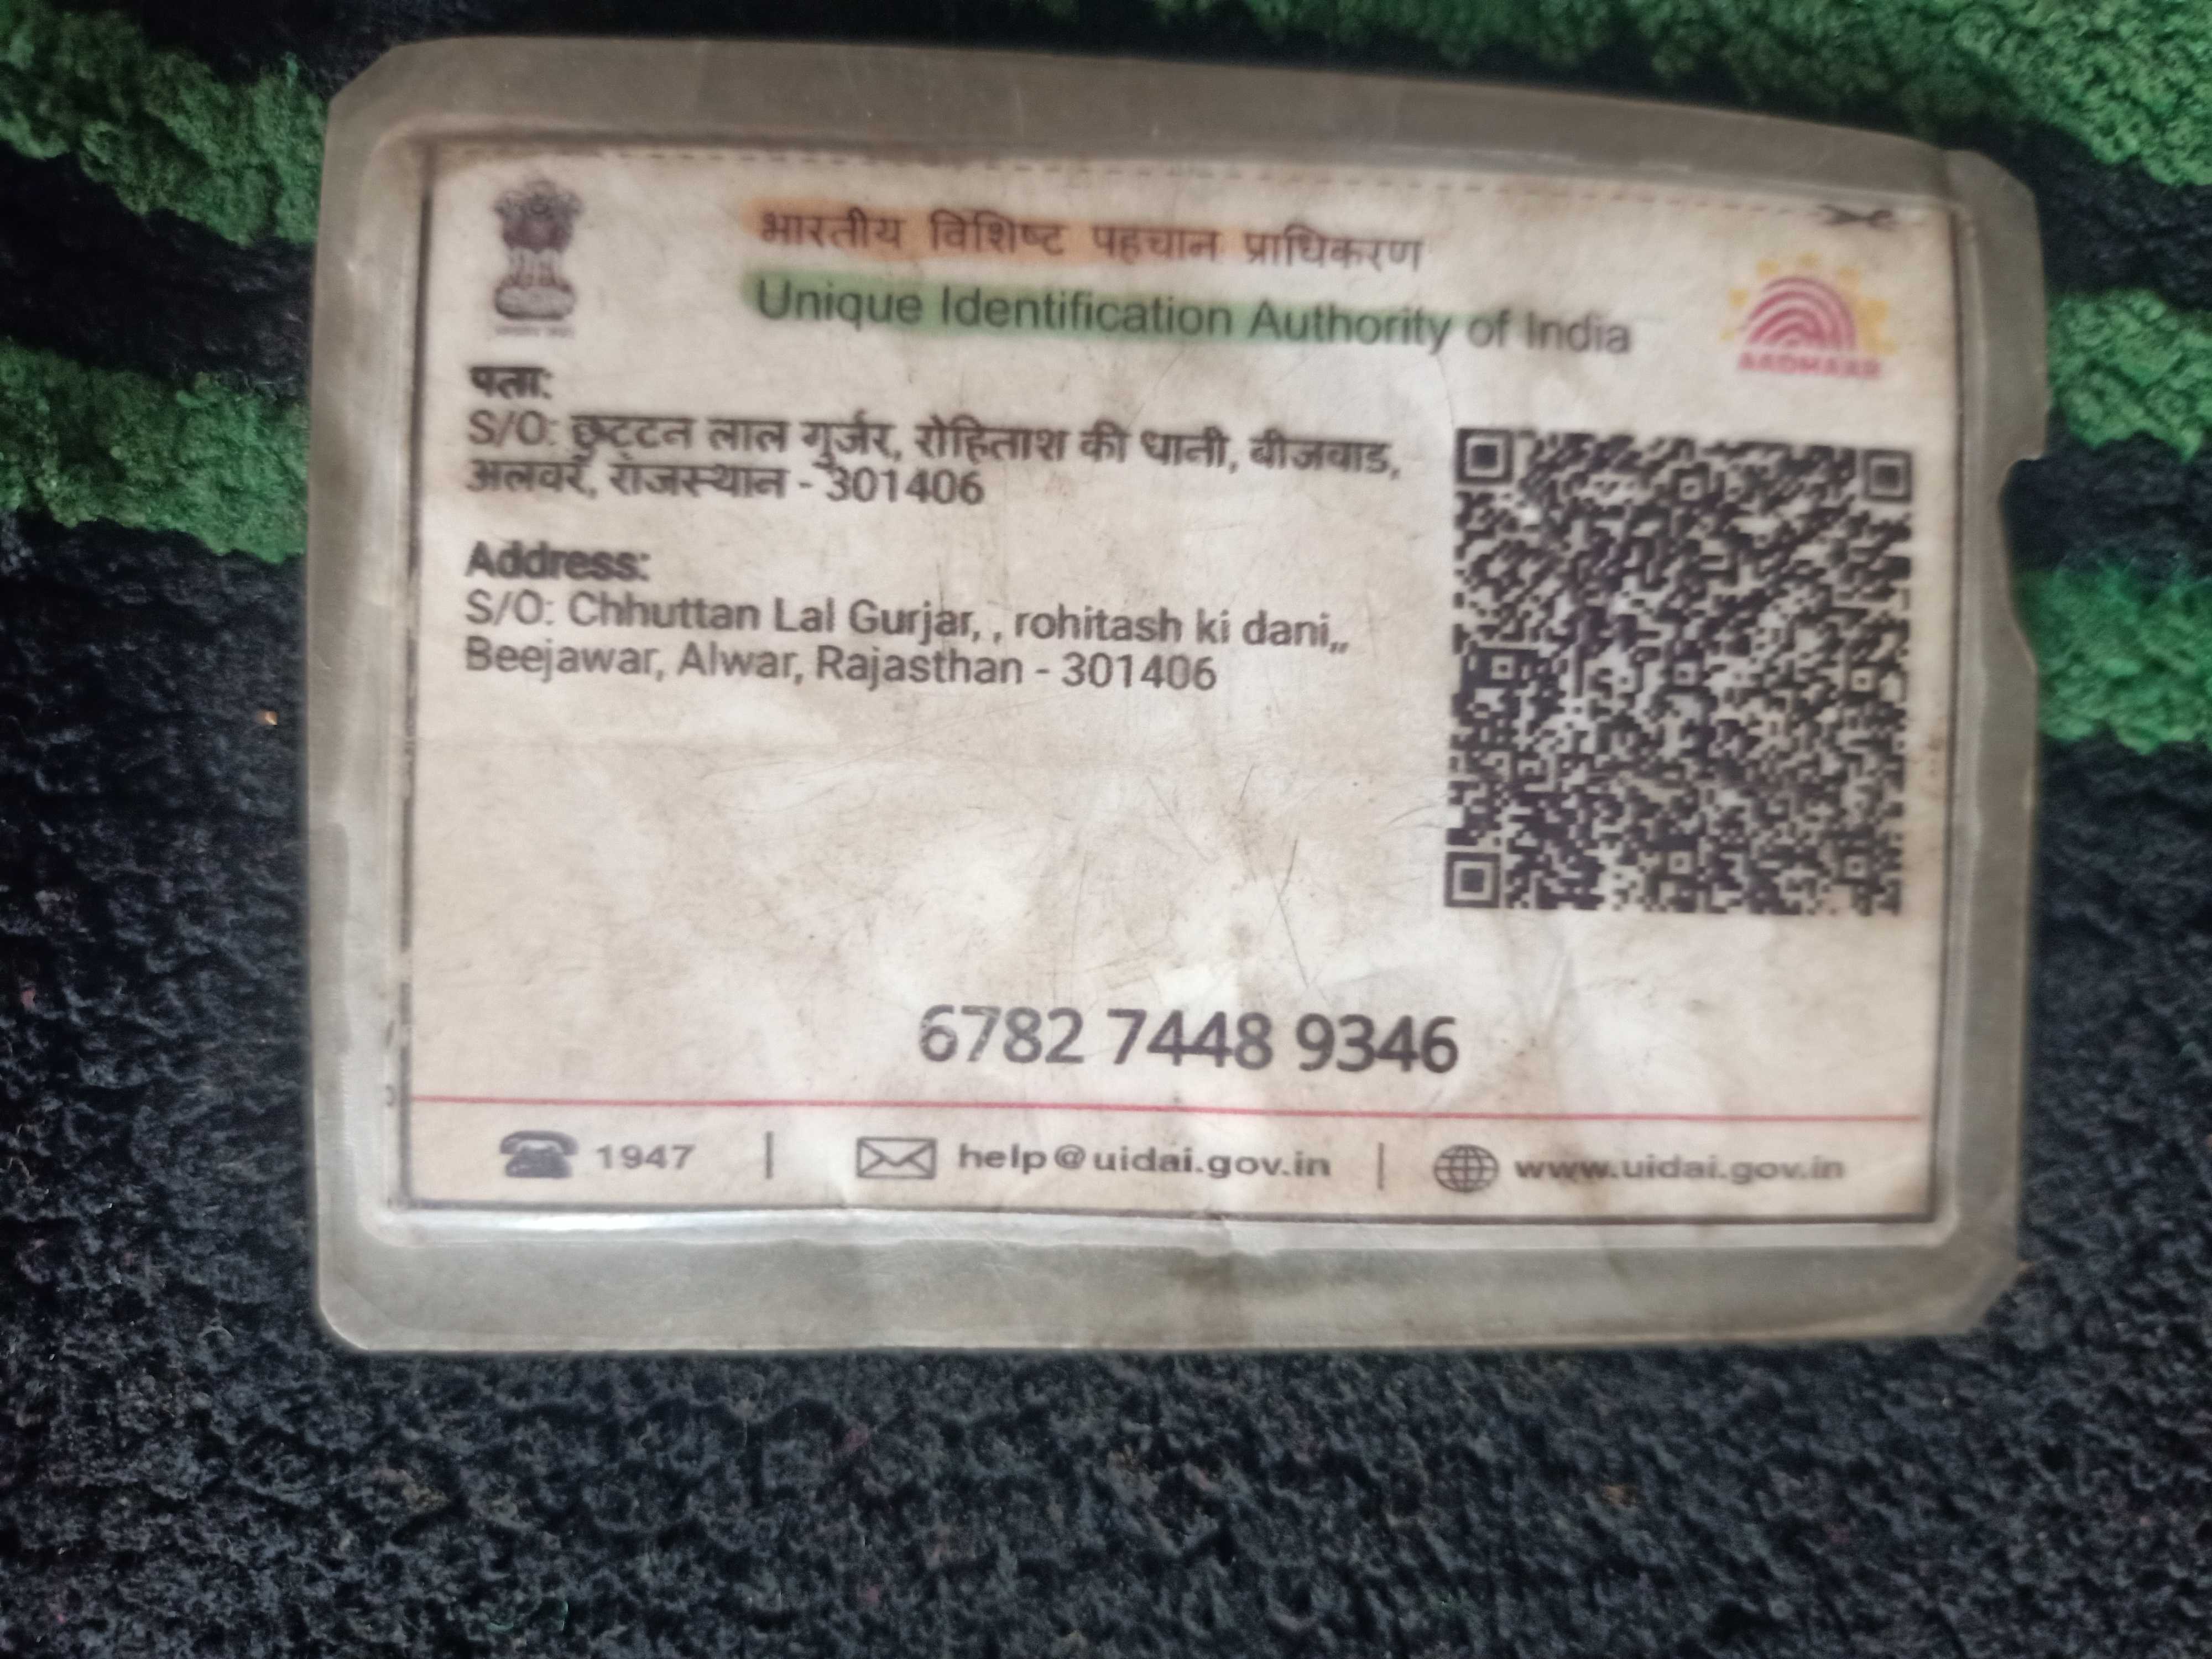 भारतीय विशिष्ट पहचान प्राधिकरण
Unique Identification Authority of India
AADHAAR
पता:
S/O: छुट्टन लाल गुर्जर, रोहिताश की धानी, बीजवाड,
अलवर, राजस्थान - 301406
Address:
S/O: Chhuttan Lal Gurjar, , rohitash ki dani,,
Beejawar, Alwar, Rajasthan - 301406
6782 7448 9346
1947 | help@uidai.gov.in | www.uidai.gov.in